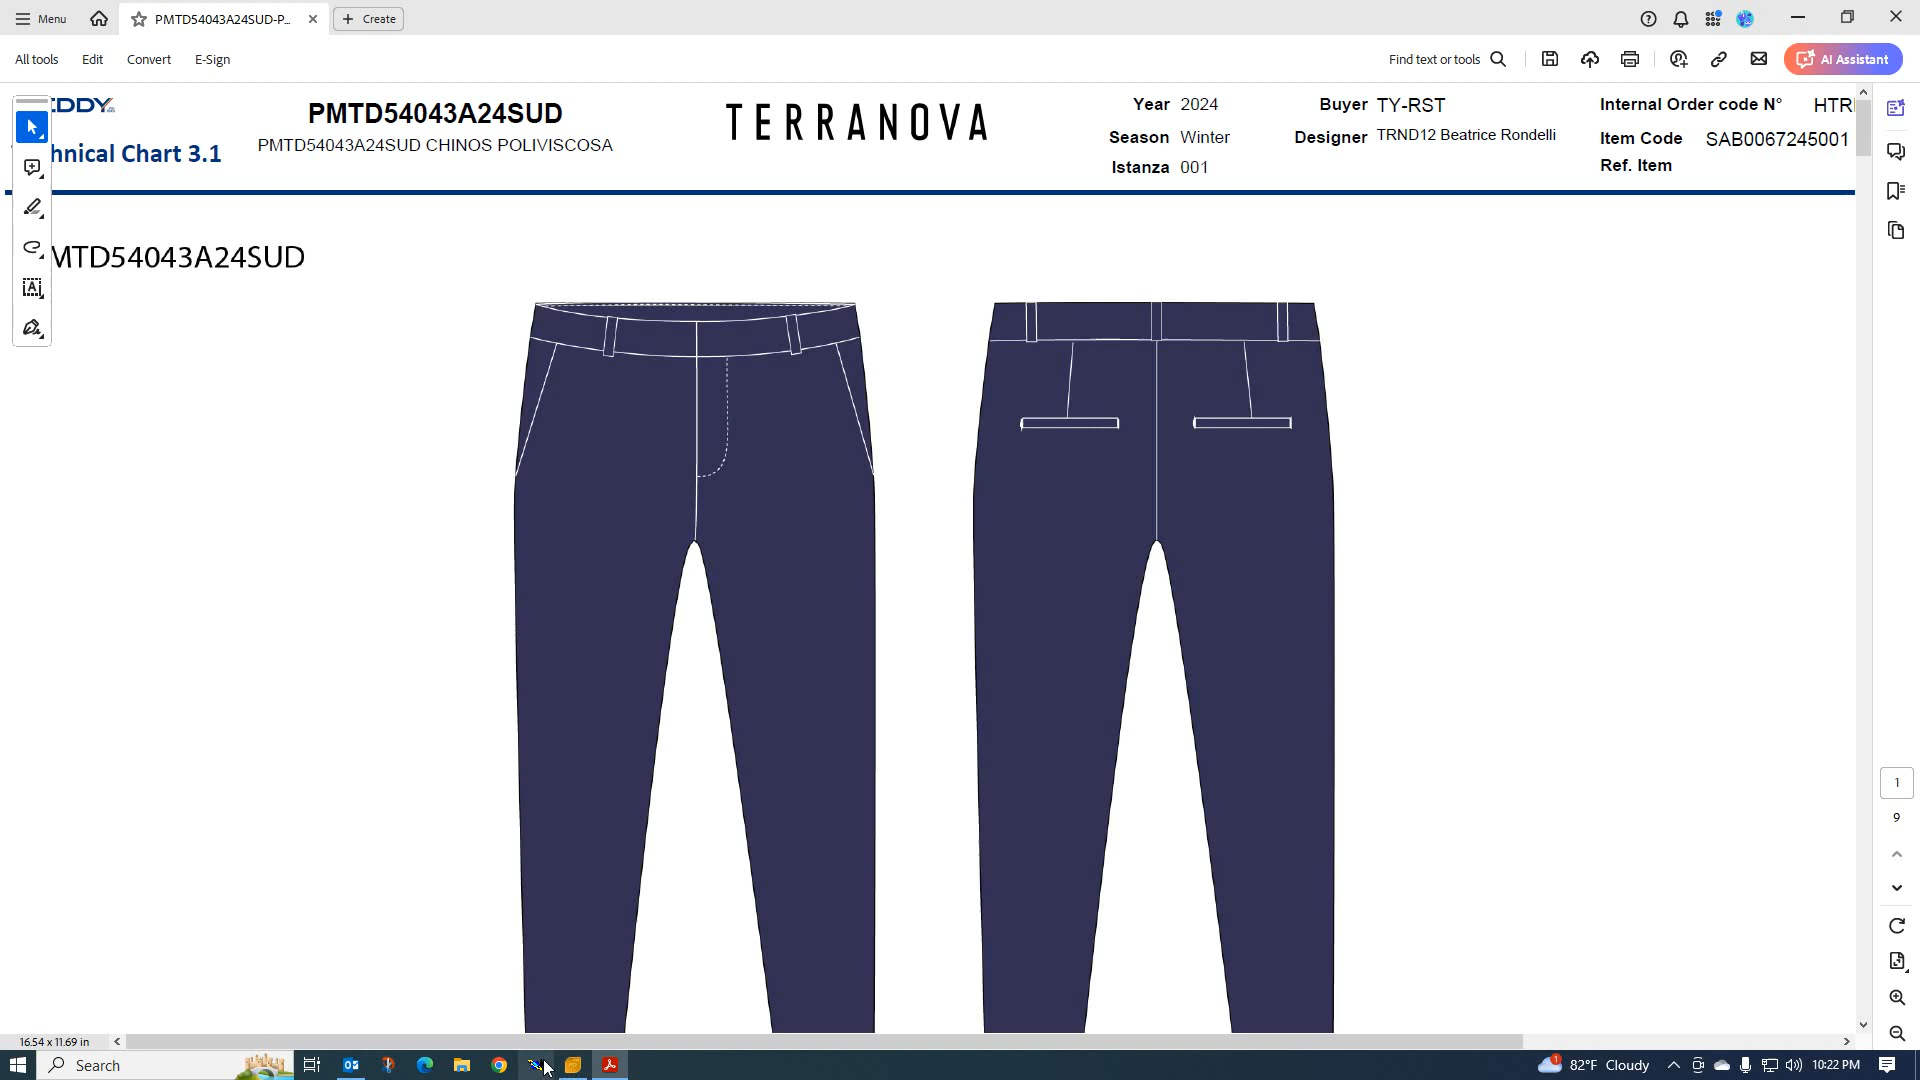 Menu
PMTD54043A24SUD-P...
Create
All tools
Edit
Convert
E-Sign
Find text or tools
AI Assistant
EDDY
hnical Chart 3.1
PMTD54043A24SUD
PMTD54043A24SUD CHINOS POLIVISCOSA
TERRANOVA
Year 2024
Season Winter
Istanza 001
Buyer TY-RST
Designer TRND12 Beatrice Rondelli
Internal Order code N° HTR
Item Code SAB0067245001
Ref. Item
MTD54043A24SUD
1
9
16.54 x 11.69 in
Search
82°F Cloudy
10:22 PM